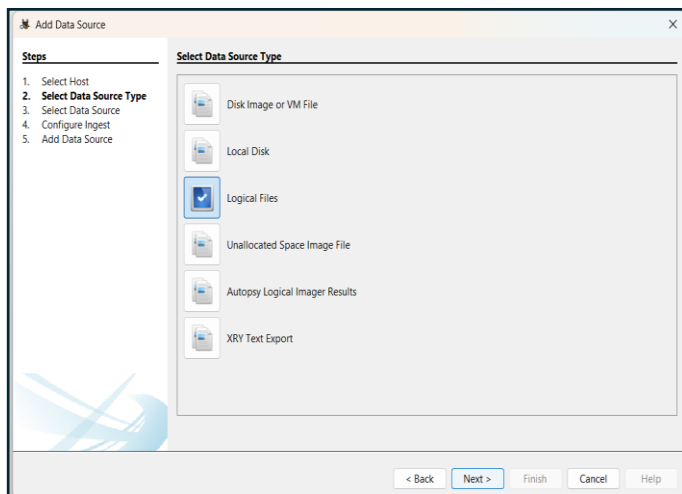 Add Data Source
Steps
1. Select Host
2. Select Data Source Type
3. Select Data Source
4. Configure Ingest
5. Add Data Source
Select Data Source Type
Disk Image or VM File
Local Disk
Logical Files
Unallocated Space Image File
Autopsy Logical Imager Results
XRY Text Export
< Back Next > Finish Cancel Help